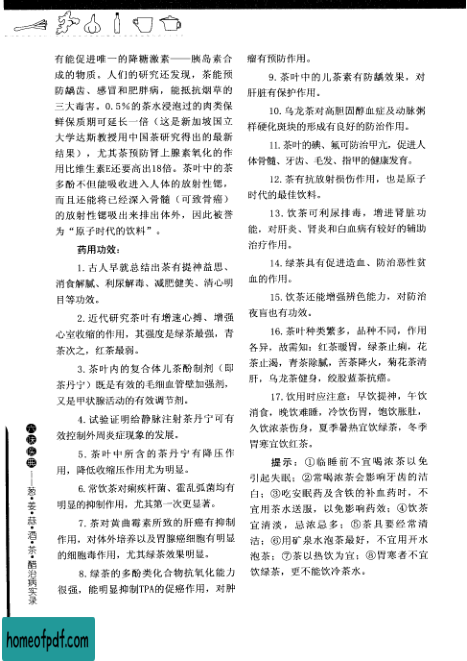 有能促进唯一的降糖激素——胰岛素合
成的物质，人们的研究还发现，茶能预
防龋齿、感冒和肥胖病，能抵抗烟草的
三大毒害。0.5%的茶水浸泡过的肉类保
鲜保质期可延长一倍（这是新加坡国立
大学达斯教授用中国茶研究得出的最新
结果），尤其茶预防肾上腺素氧化的作
用比维生素E还要高出18倍。茶叶中的茶
多酚不但能吸收进入人体的放射性锶，
而且还能将已经深入骨髓（可致骨癌）
的放射性锶吸出来排出体外，因此被誉
为“原子时代的饮料”。
药用功效：
1.古人早就总结出茶有提神益思、
消食解腻、利尿解毒、减肥健美、清心明
目等功效。
2.近代研究茶叶有增速心搏、增强
心室收缩的作用，其强度是绿茶最强，青
茶次之，红茶最弱。
3.茶叶内的复合体儿茶酚制剂（即
茶丹宁）既是有效的毛细血管壁加强剂，
又是甲状腺活动的有效调节剂。
4.试验证明给静脉注射茶丹宁可有
效控制外周炎症现象的发展。
5.茶叶中所含的茶丹宁有降压作
用，降低收缩压作用尤为明显。
6.常饮茶对痢疾杆菌、霍乱弧菌均有
明显的抑制作用，尤其第一次更显著。
7.茶对黄曲霉素所致的肝癌有抑制
作用，对体外培养以及胃腺癌细胞有明显
的细胞毒作用，尤其绿茶效果明显。
8.绿茶的多酚类化合物抗氧化能力
很强，能明显抑制TPA的促癌作用，对肿
瘤有预防作用。
9.茶叶中的儿茶素有防龋效果，对
肝脏有保护作用。
10.乌龙茶对高胆固醇血症及动脉粥
样硬化斑块的形成有良好的防治作用。
11.茶叶的碘、氟可防治甲亢，促进人
体骨髓、牙齿、毛发、指甲的健康发育。
12.茶有抗放射损伤作用，也是原子
时代的最佳饮料。
13.饮茶可利尿排毒，增进肾脏功
能，对肝炎、肾炎和白血病有较好的辅助
治疗作用。
14.绿茶具有促进造血、防治恶性贫
血的作用。
15.饮茶还能增强辨色能力，对防治
夜盲也有功效。
16.茶叶种类繁多，品种不同，作用
各异，故需知：红茶暖胃，绿茶止痢，花
茶止渴，青茶除腻，苦茶降火，菊花茶清
肝，乌龙茶健身，绞股蓝茶抗癌。
17.饮用时应注意：早饮提神，午饮
消食，晚饮难睡，冷饮伤胃，饱饮胀肚，
久饮浓茶伤身，夏季暑热宜饮绿茶，冬季
胃寒宜饮红茶。
提示：①临睡前不宜喝浓茶以免
引起失眠；②常喝浓茶会影响牙齿的洁
白；③吃安眠药及含铁的补血药时，不
宜用茶水送服，以免影响药效；④饮茶
宜清淡，忌浓忌多；⑤茶具要经常清
洁；⑥用矿泉水泡茶最好，不宜用开水
泡茶；⑦茶以热饮为宜；⑧胃寒者不宜
饮绿茶，更不能饮冷茶水。
葱·姜·蒜·酒·茶·醋治病实录
homeofpdf.com